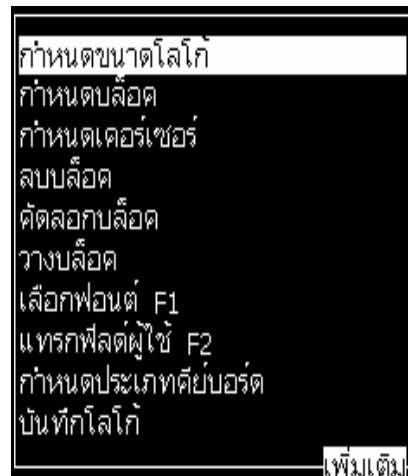 กำหนดขนาดโลโก้
กำหนดบล็อค
กำหนดเคอร์เซอร์
ลบบล็อค
คัดลอกบล็อค
วางบล็อค
เลือกฟอนต์ F1
แทรกฟิลด์ผู้ใช้ F2
กำหนดประเภทคีย์บอร์ด
บันทึกโลโก้
เพิ่มเติม